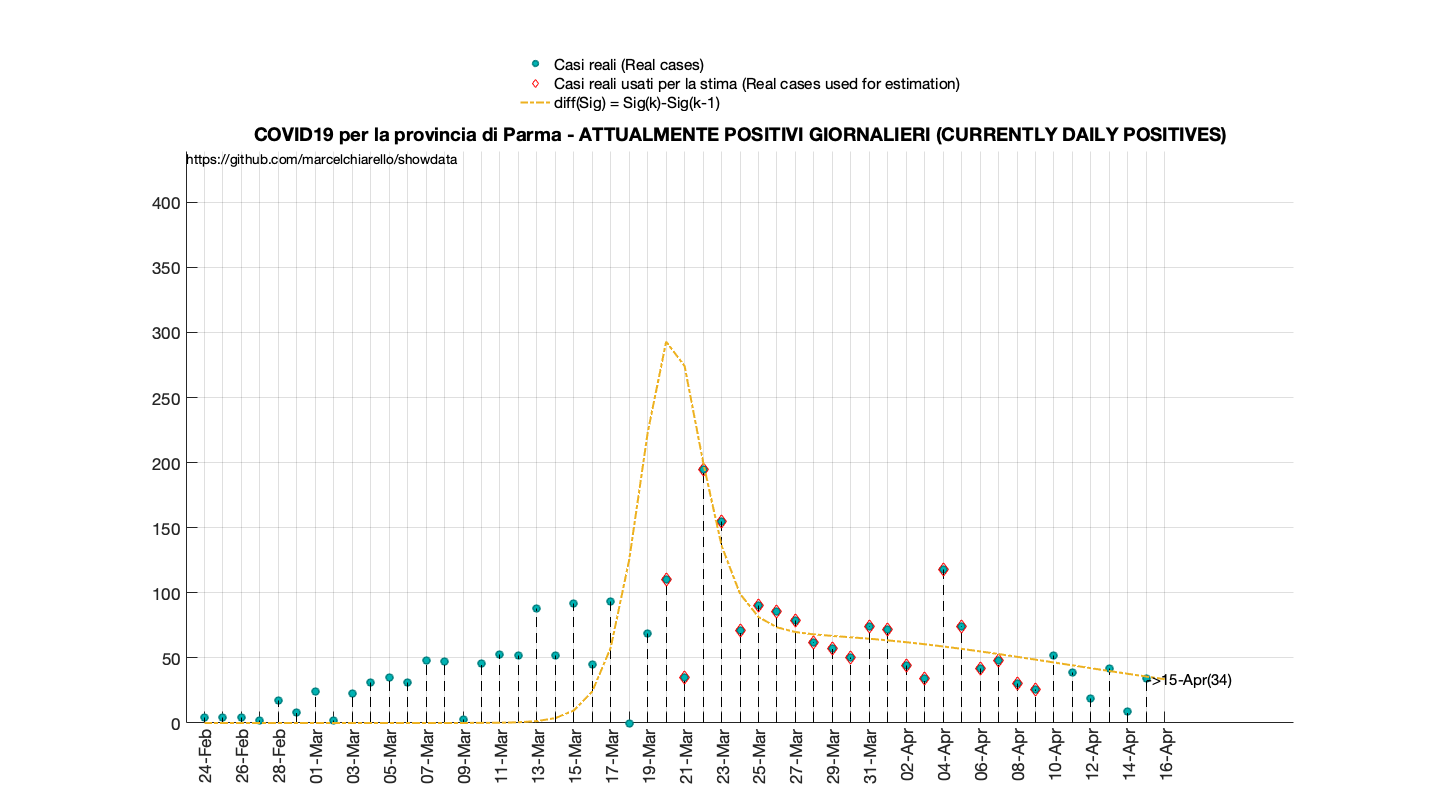 Casi reali (Real cases)
Casi reali usati per la stima (Real cases used for estimation)
diff(Sig) = Sig(k)-Sig(k-1)
COVID19 per la provincia di Parma - ATTUALMENTE POSITIVI GIORNALIERI (CURRENTLY DAILY POSITIVES)
https://github.com/marcelchiarello/showdata
400
350
300
250
200
150
100
50
0
->15-Apr(34)
24-Feb
26-Feb
28-Feb
01-Mar
03-Mar
05-Mar
07-Mar
09-Mar
11-Mar
13-Mar
15-Mar
17-Mar
19-Mar
21-Mar
23-Mar
25-Mar
27-Mar
29-Mar
31-Mar
02-Apr
04-Apr
06-Apr
08-Apr
10-Apr
12-Apr
14-Apr
16-Apr